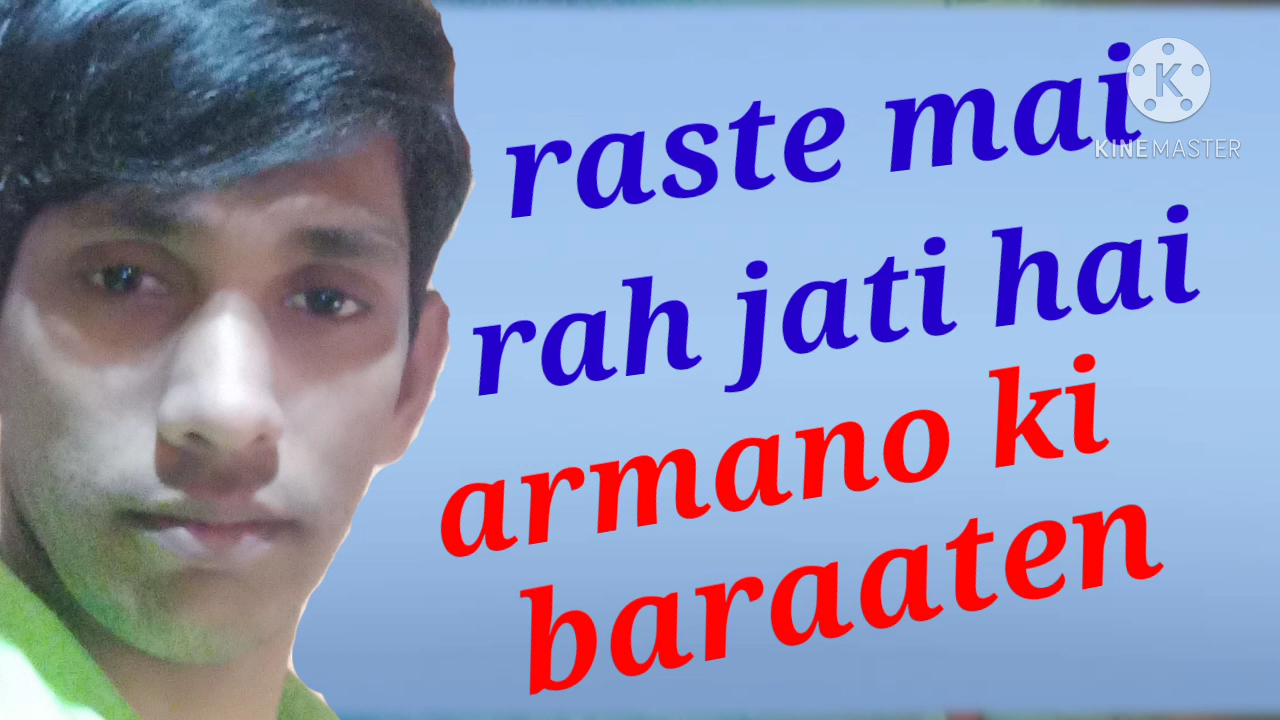 raste mai
K
KINEMASTER
rah jati hai
armano ki
baraaten